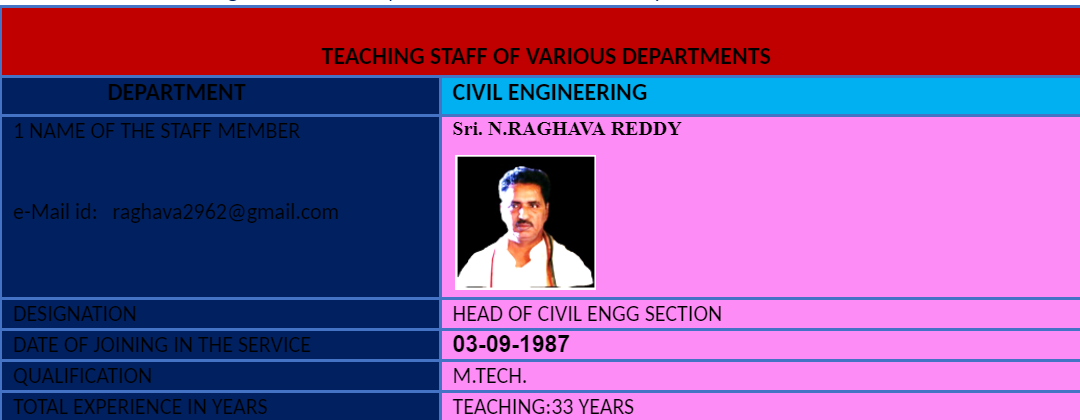 TEACHING STAFF OF VARIOUS DEPARTMENTS
DEPARTMENT CIVIL ENGINEERING
1 NAME OF THE STAFF MEMBER Sri. N.RAGHAVA REDDY
e-Mail id: raghava2962@gmail.com
DESIGNATION HEAD OF CIVIL ENGG SECTION
DATE OF JOINING IN THE SERVICE 03-09-1987
QUALIFICATION M.TECH.
TOTAL EXPERIENCE IN YEARS TEACHING:33 YEARS